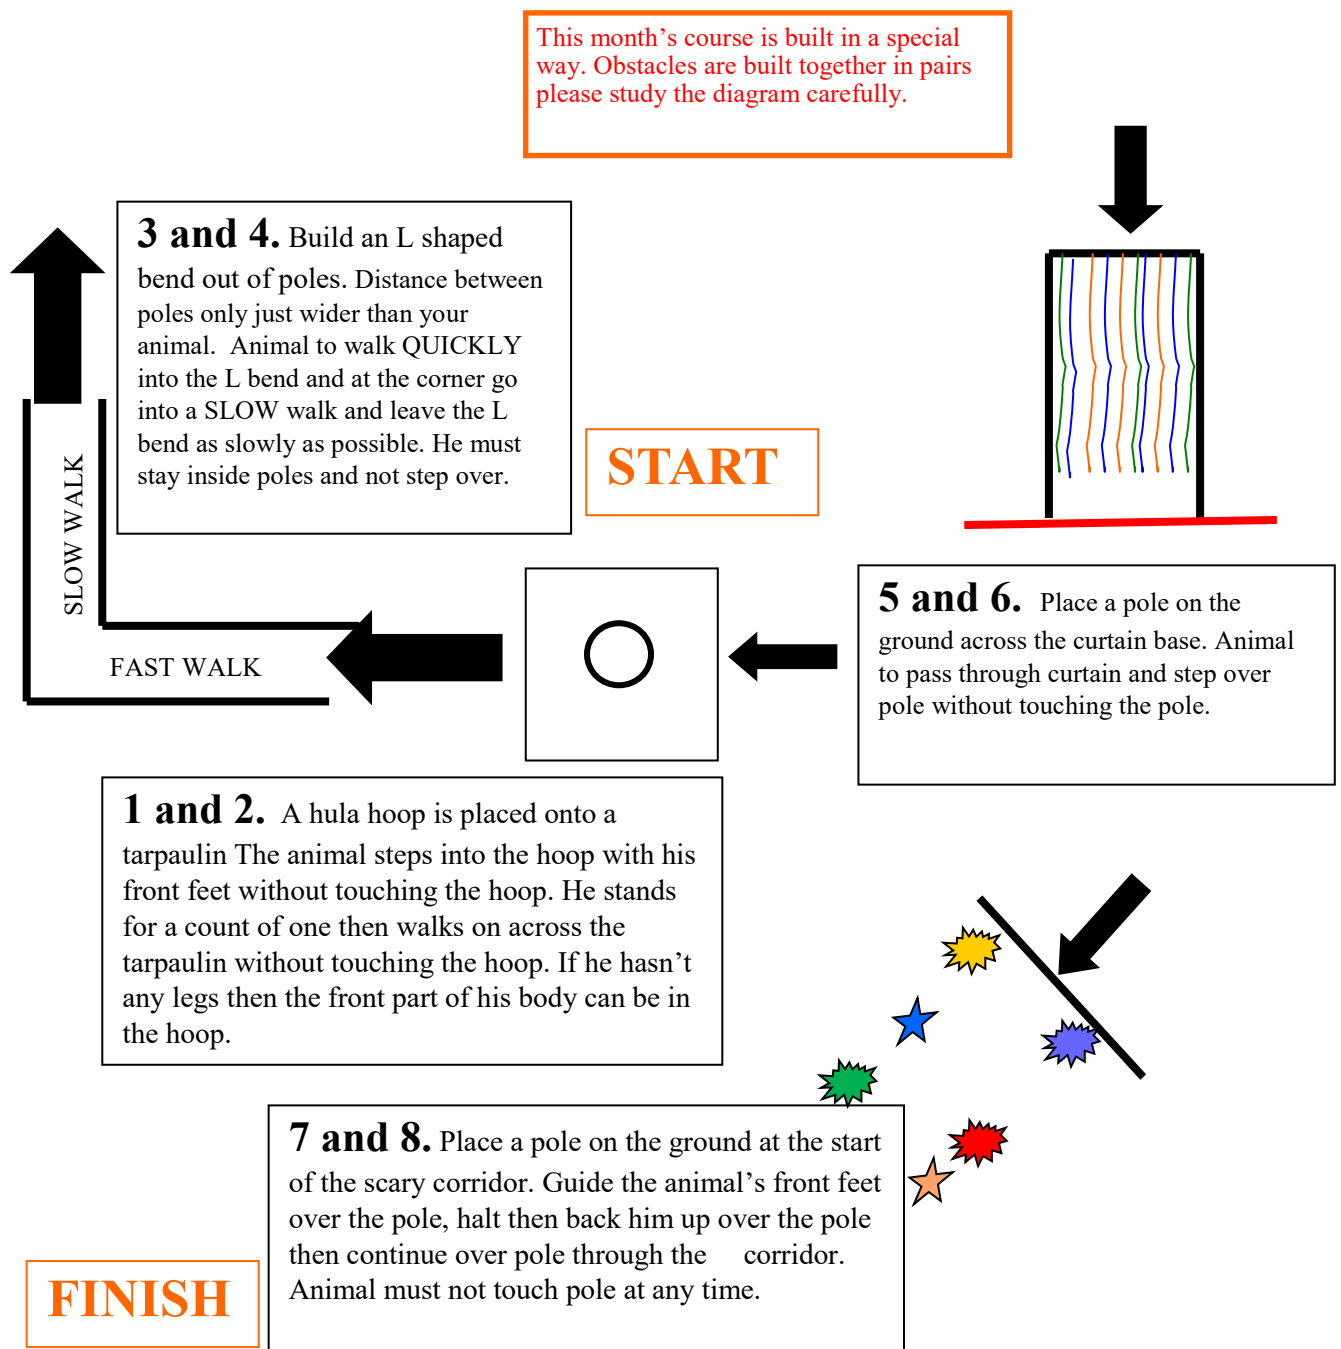 This month’s course is built in a special
way. Obstacles are built together in pairs
please study the diagram carefully.
3 and 4. Build an L shaped
bend out of poles. Distance between
poles only just wider than your
animal.  Animal to walk QUICKLY
into the L bend and at the corner go
into a SLOW walk and leave the L
bend as slowly as possible. He must
stay inside poles and not step over.
START
SLOW WALK
FAST WALK
5 and 6.  Place a pole on the
ground across the curtain base. Animal
to pass through curtain and step over
pole without touching the pole.
1 and 2.  A hula hoop is placed onto a
tarpaulin The animal steps into the hoop with his
front feet without touching the hoop. He stands
for a count of one then walks on across the
tarpaulin without touching the hoop. If he hasn’t
any legs then the front part of his body can be in
the hoop.
7 and 8. Place a pole on the ground at the start
of the scary corridor. Guide the animal’s front feet
over the pole, halt then back him up over the pole
then continue over pole through the    corridor.
Animal must not touch pole at any time.
FINISH